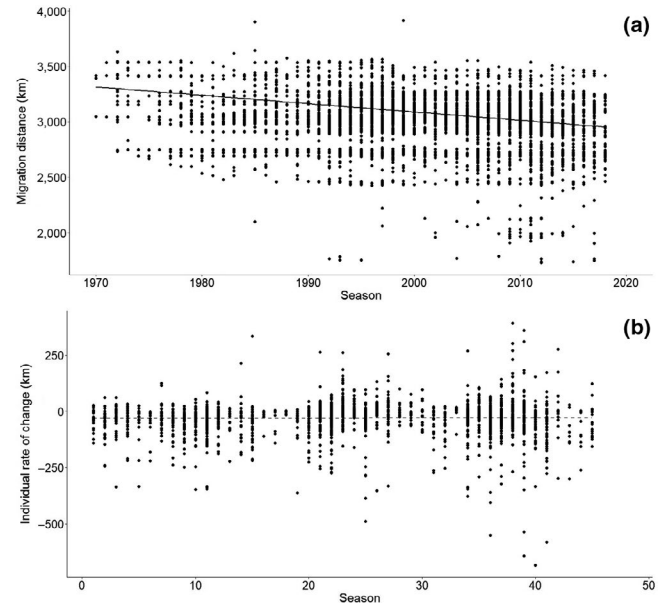 (a)
4,000
3,500
3,000
2,500
2,000
Migration distance (km)
1970 1980 1990 2000 2010 2020
Season
(b)
250
0
−250
−500
Individual rate of change (km)
0 10 20 30 40 50
Season